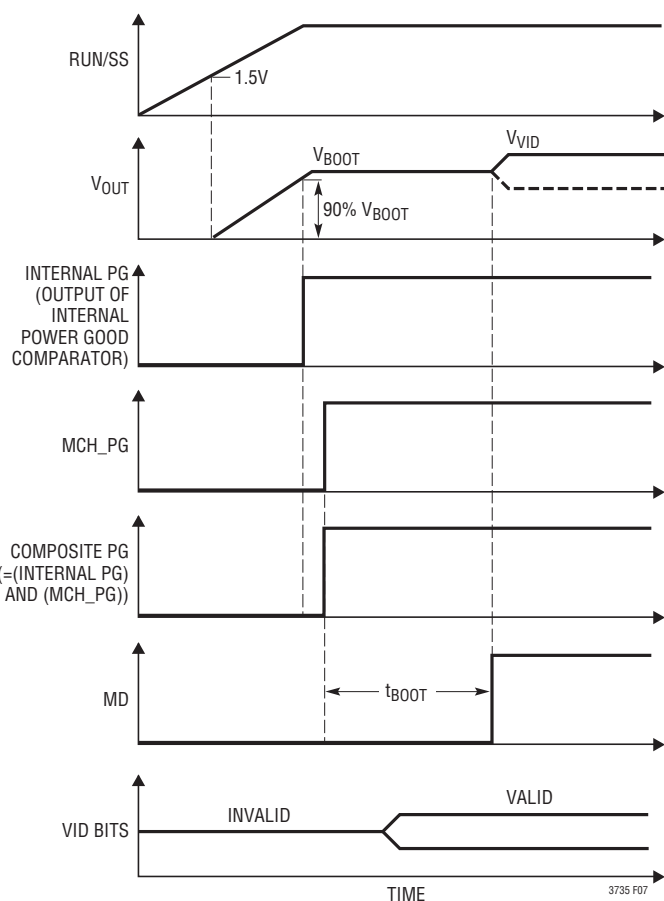 RUN/SS
1.5V
VOUT
VBOOT
VVID
90% VBOOT
INTERNAL PG
(OUTPUT OF
INTERNAL
POWER GOOD
COMPARATOR)
MCH_PG
COMPOSITE PG
(=(INTERNAL PG)
AND (MCH_PG))
MD
tBOOT
VID BITS
INVALID
VALID
TIME
3735 F07